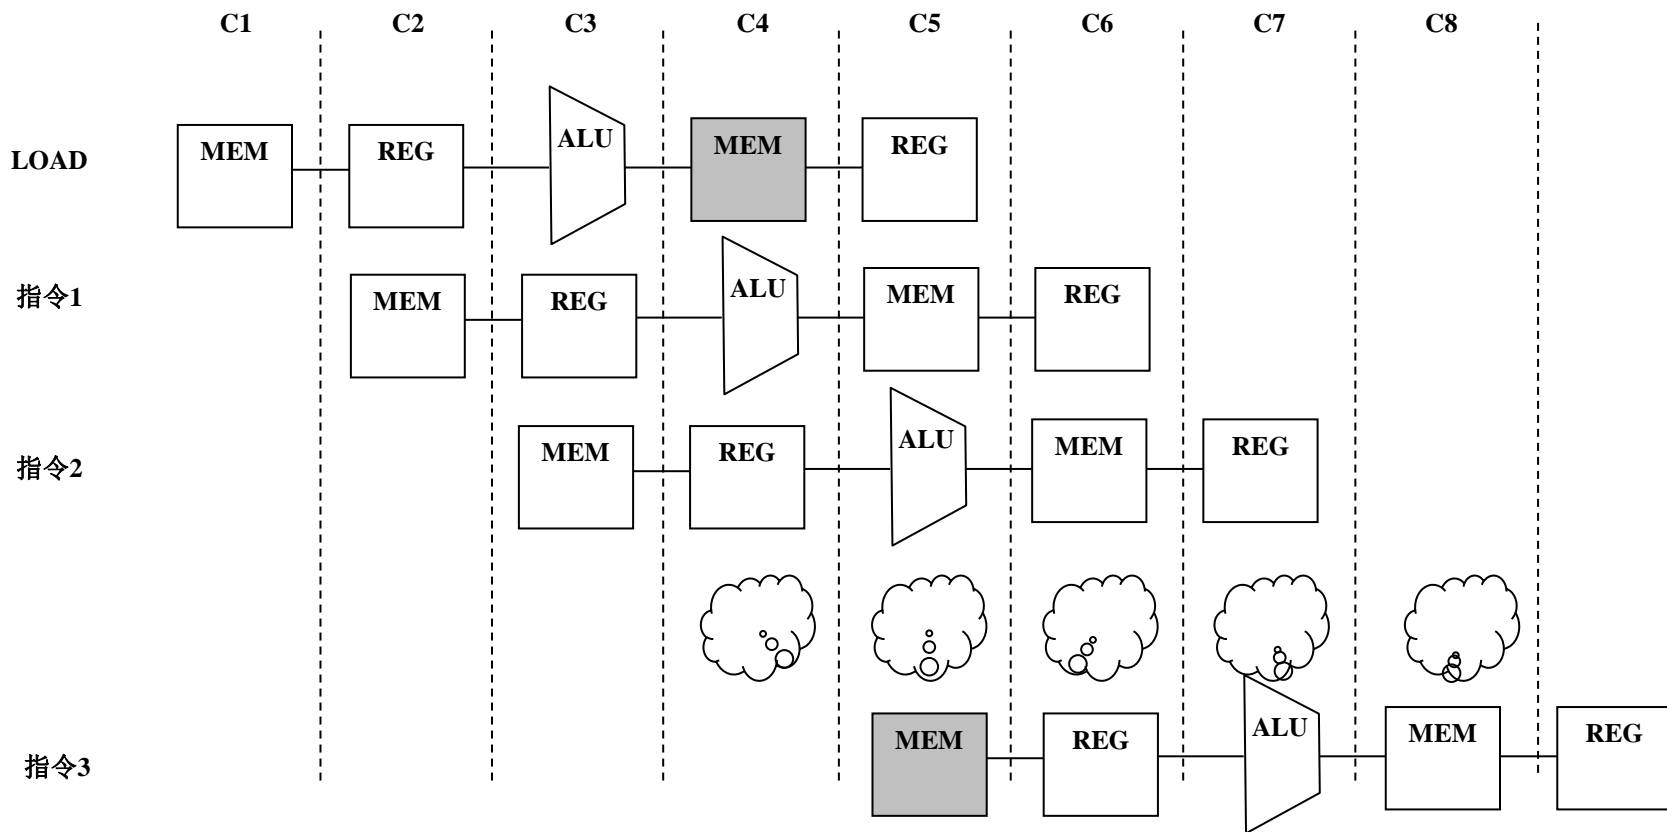 C1 C2 C3 C4 C5 C6 C7 C8
LOAD MEM REG ALU MEM REG
指令1 MEM REG ALU MEM REG
指令2 MEM REG ALU MEM REG
指令3 MEM REG ALU MEM REG